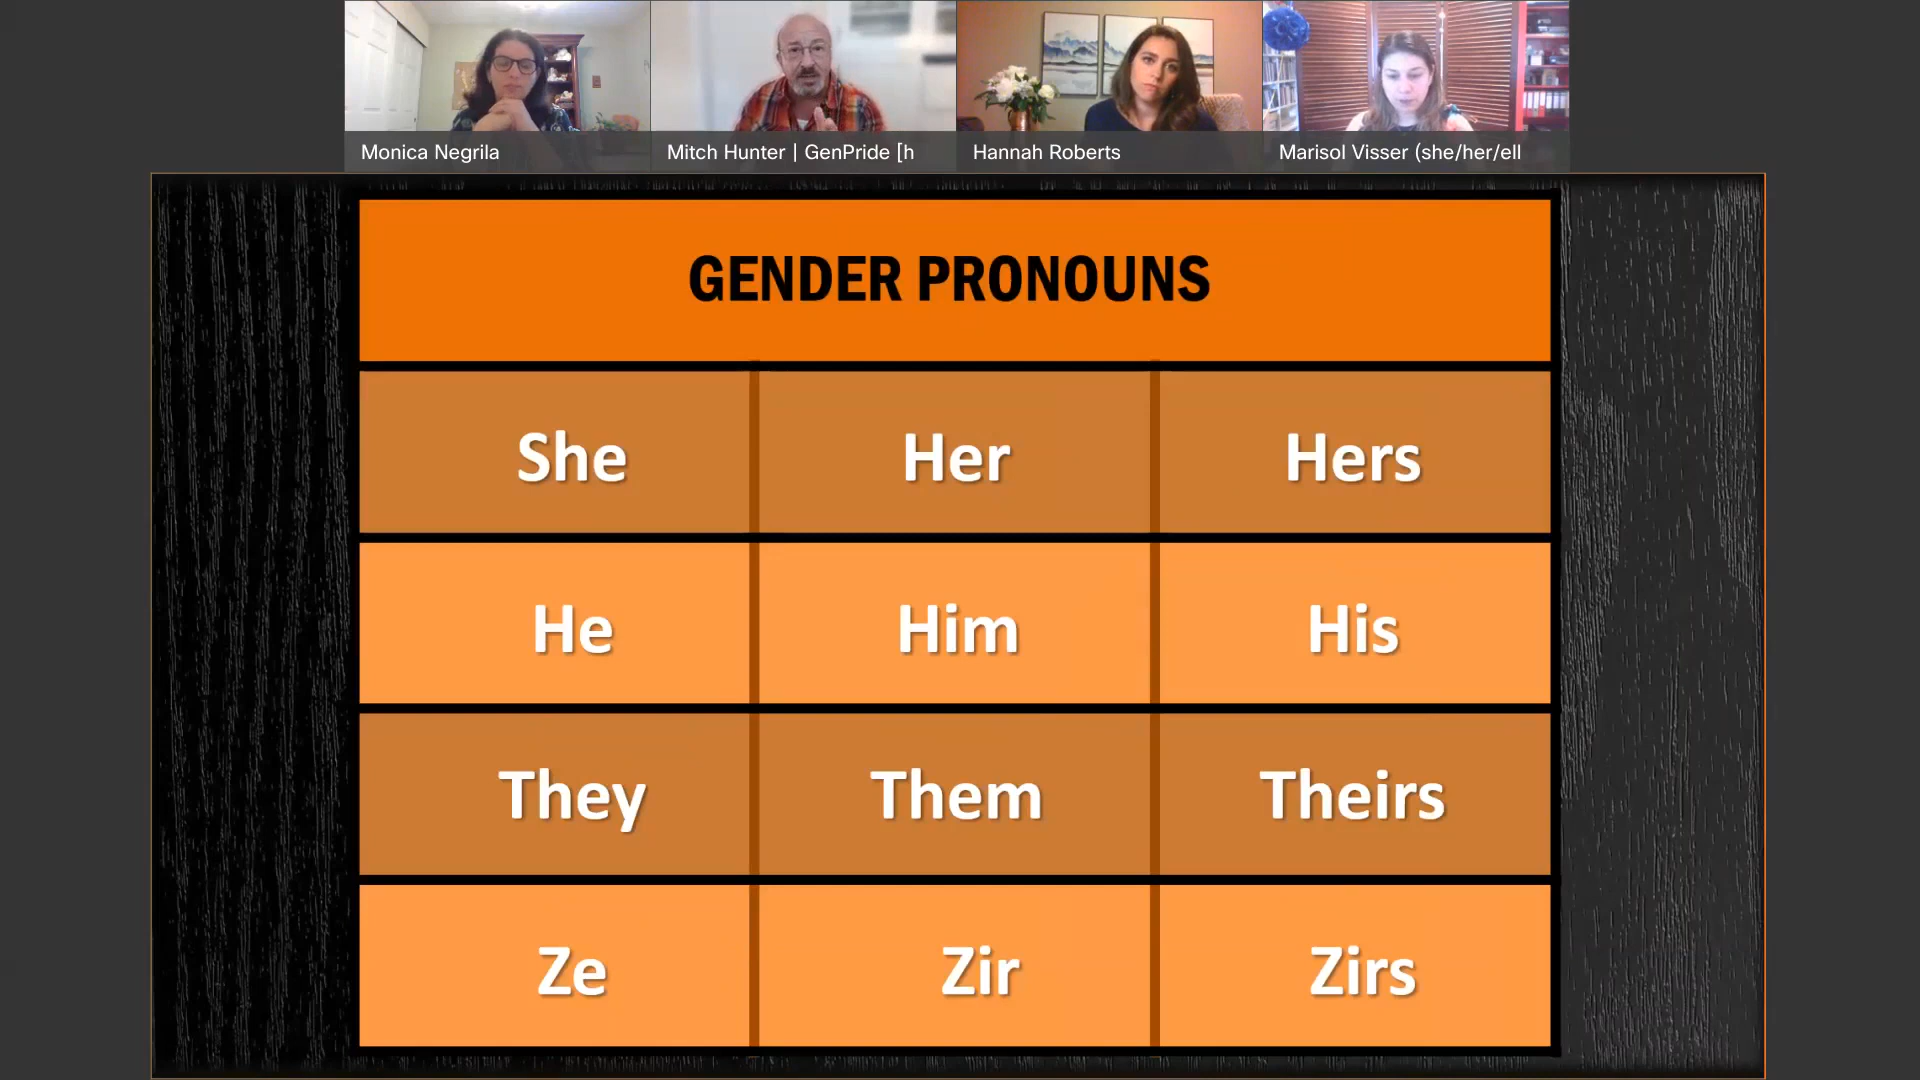 Monica Negrila
Mitch Hunter | GenPride [h
Hannah Roberts
Marisol Visser (she/her/ell
GENDER PRONOUNS
She Her Hers
He Him His
They Them Theirs
Ze Zir Zirs